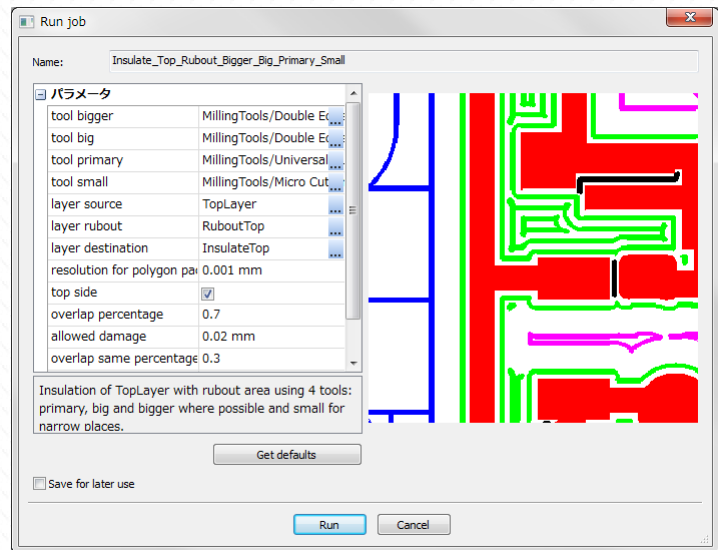 Run job
Name: Insulate_Top_Rubout_Bigger_Big_Primary_Small
パラメータ
tool bigger MillingTools/Double Ec ...
tool big MillingTools/Double Ec ...
tool primary MillingTools/Universal ...
tool small MillingTools/Micro Cut ...
layer source TopLayer ...
layer rubout RuboutTop ...
layer destination InsulateTop ...
resolution for polygon pac 0.001 mm
top side
overlap percentage 0.7
allowed damage 0.02 mm
overlap same percentage 0.3
Insulation of TopLayer with rubout area using 4 tools:
primary, big and bigger where possible and small for
narrow places.
Get defaults
Save for later use
Run Cancel